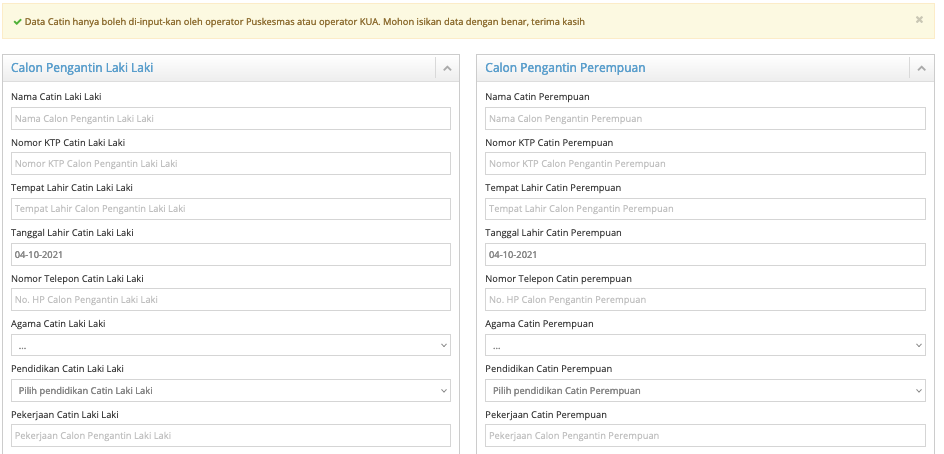 Data Catin hanya boleh di-input-kan oleh operator Puskesmas atau operator KUA. Mohon isikan data dengan benar, terima kasih
Calon Pengantin Laki Laki
Nama Catin Laki Laki
Nama Calon Pengantin Laki Laki
Nomor KTP Catin Laki Laki
Nomor KTP Calon Pengantin Laki Laki
Tempat Lahir Catin Laki Laki
Tempat Lahir Calon Pengantin Laki Laki
Tanggal Lahir Catin Laki Laki
04-10-2021
Nomor Telepon Catin Laki Laki
No. HP Calon Pengantin Laki Laki
Agama Catin Laki Laki
...
Pendidikan Catin Laki Laki
Pilih pendidikan Catin Laki Laki
Pekerjaan Catin Laki Laki
Pekerjaan Calon Pengantin Laki Laki
Calon Pengantin Perempuan
Nama Catin Perempuan
Nama Calon Pengantin Perempuan
Nomor KTP Catin Perempuan
Nomor KTP Calon Pengantin Perempuan
Tempat Lahir Catin Perempuan
Tempat Lahir Calon Pengantin Perempuan
Tanggal Lahir Catin Perempuan
04-10-2021
Nomor Telepon Catin perempuan
No. HP Calon Pengantin Perempuan
Agama Catin Perempuan
...
Pendidikan Catin Perempuan
Pilih pendidikan Catin Perempuan
Pekerjaan Catin Perempuan
Pekerjaan Calon Pengantin Perempuan